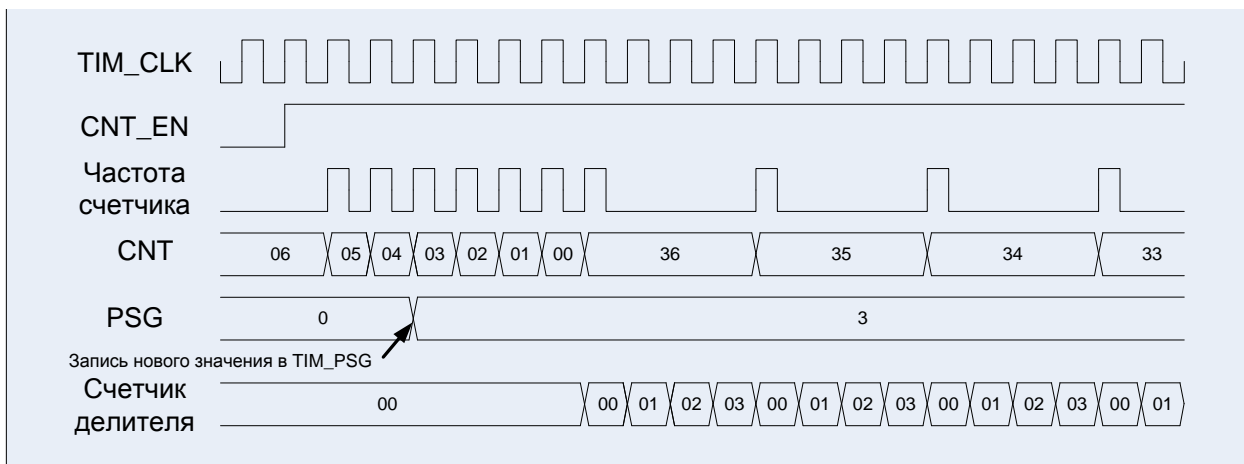 TIM_CLK
CNT_EN
Частота
счетчика
CNT 06 05 04 03 02 01 00 36 35 34 33
PSG 0 3
Запись нового значения в TIM_PSG
Счетчик
делителя 00 00 01 02 03 00 01 02 03 00 01 02 03 00 01